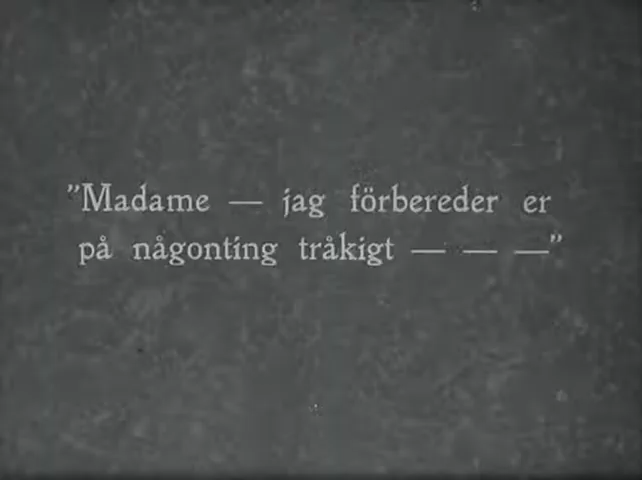 ”Madame — jag förbereder er
på någonting tråkigt — — —”